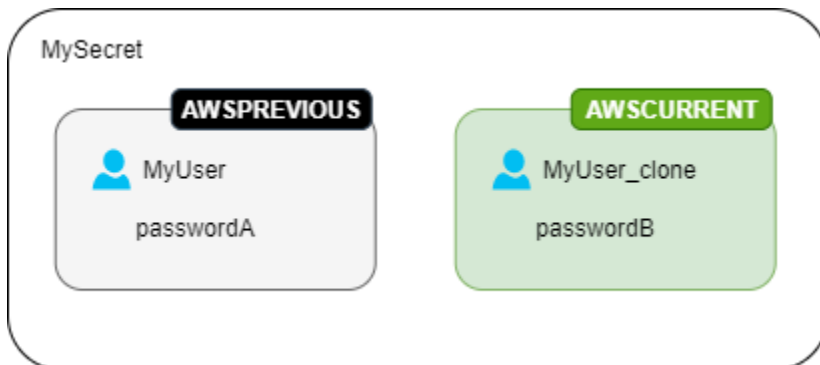 MySecret
AWSPREVIOUS
MyUser
passwordA
AWSCURRENT
MyUser_clone
passwordB